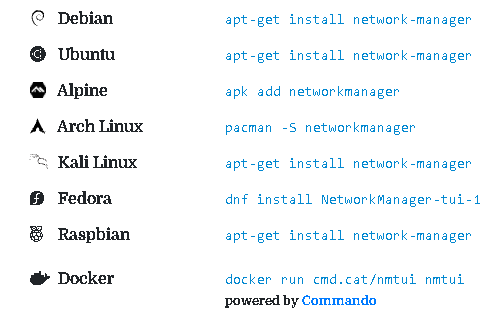 Debian apt-get install network-manager
Ubuntu apt-get install network-manager
Alpine apk add networkmanager
Arch Linux pacman -S networkmanager
Kali Linux apt-get install network-manager
Fedora dnf install NetworkManager-tui-1
Raspbian apt-get install network-manager
Docker docker run cmd.cat/nmtui nmtui
powered by Commando